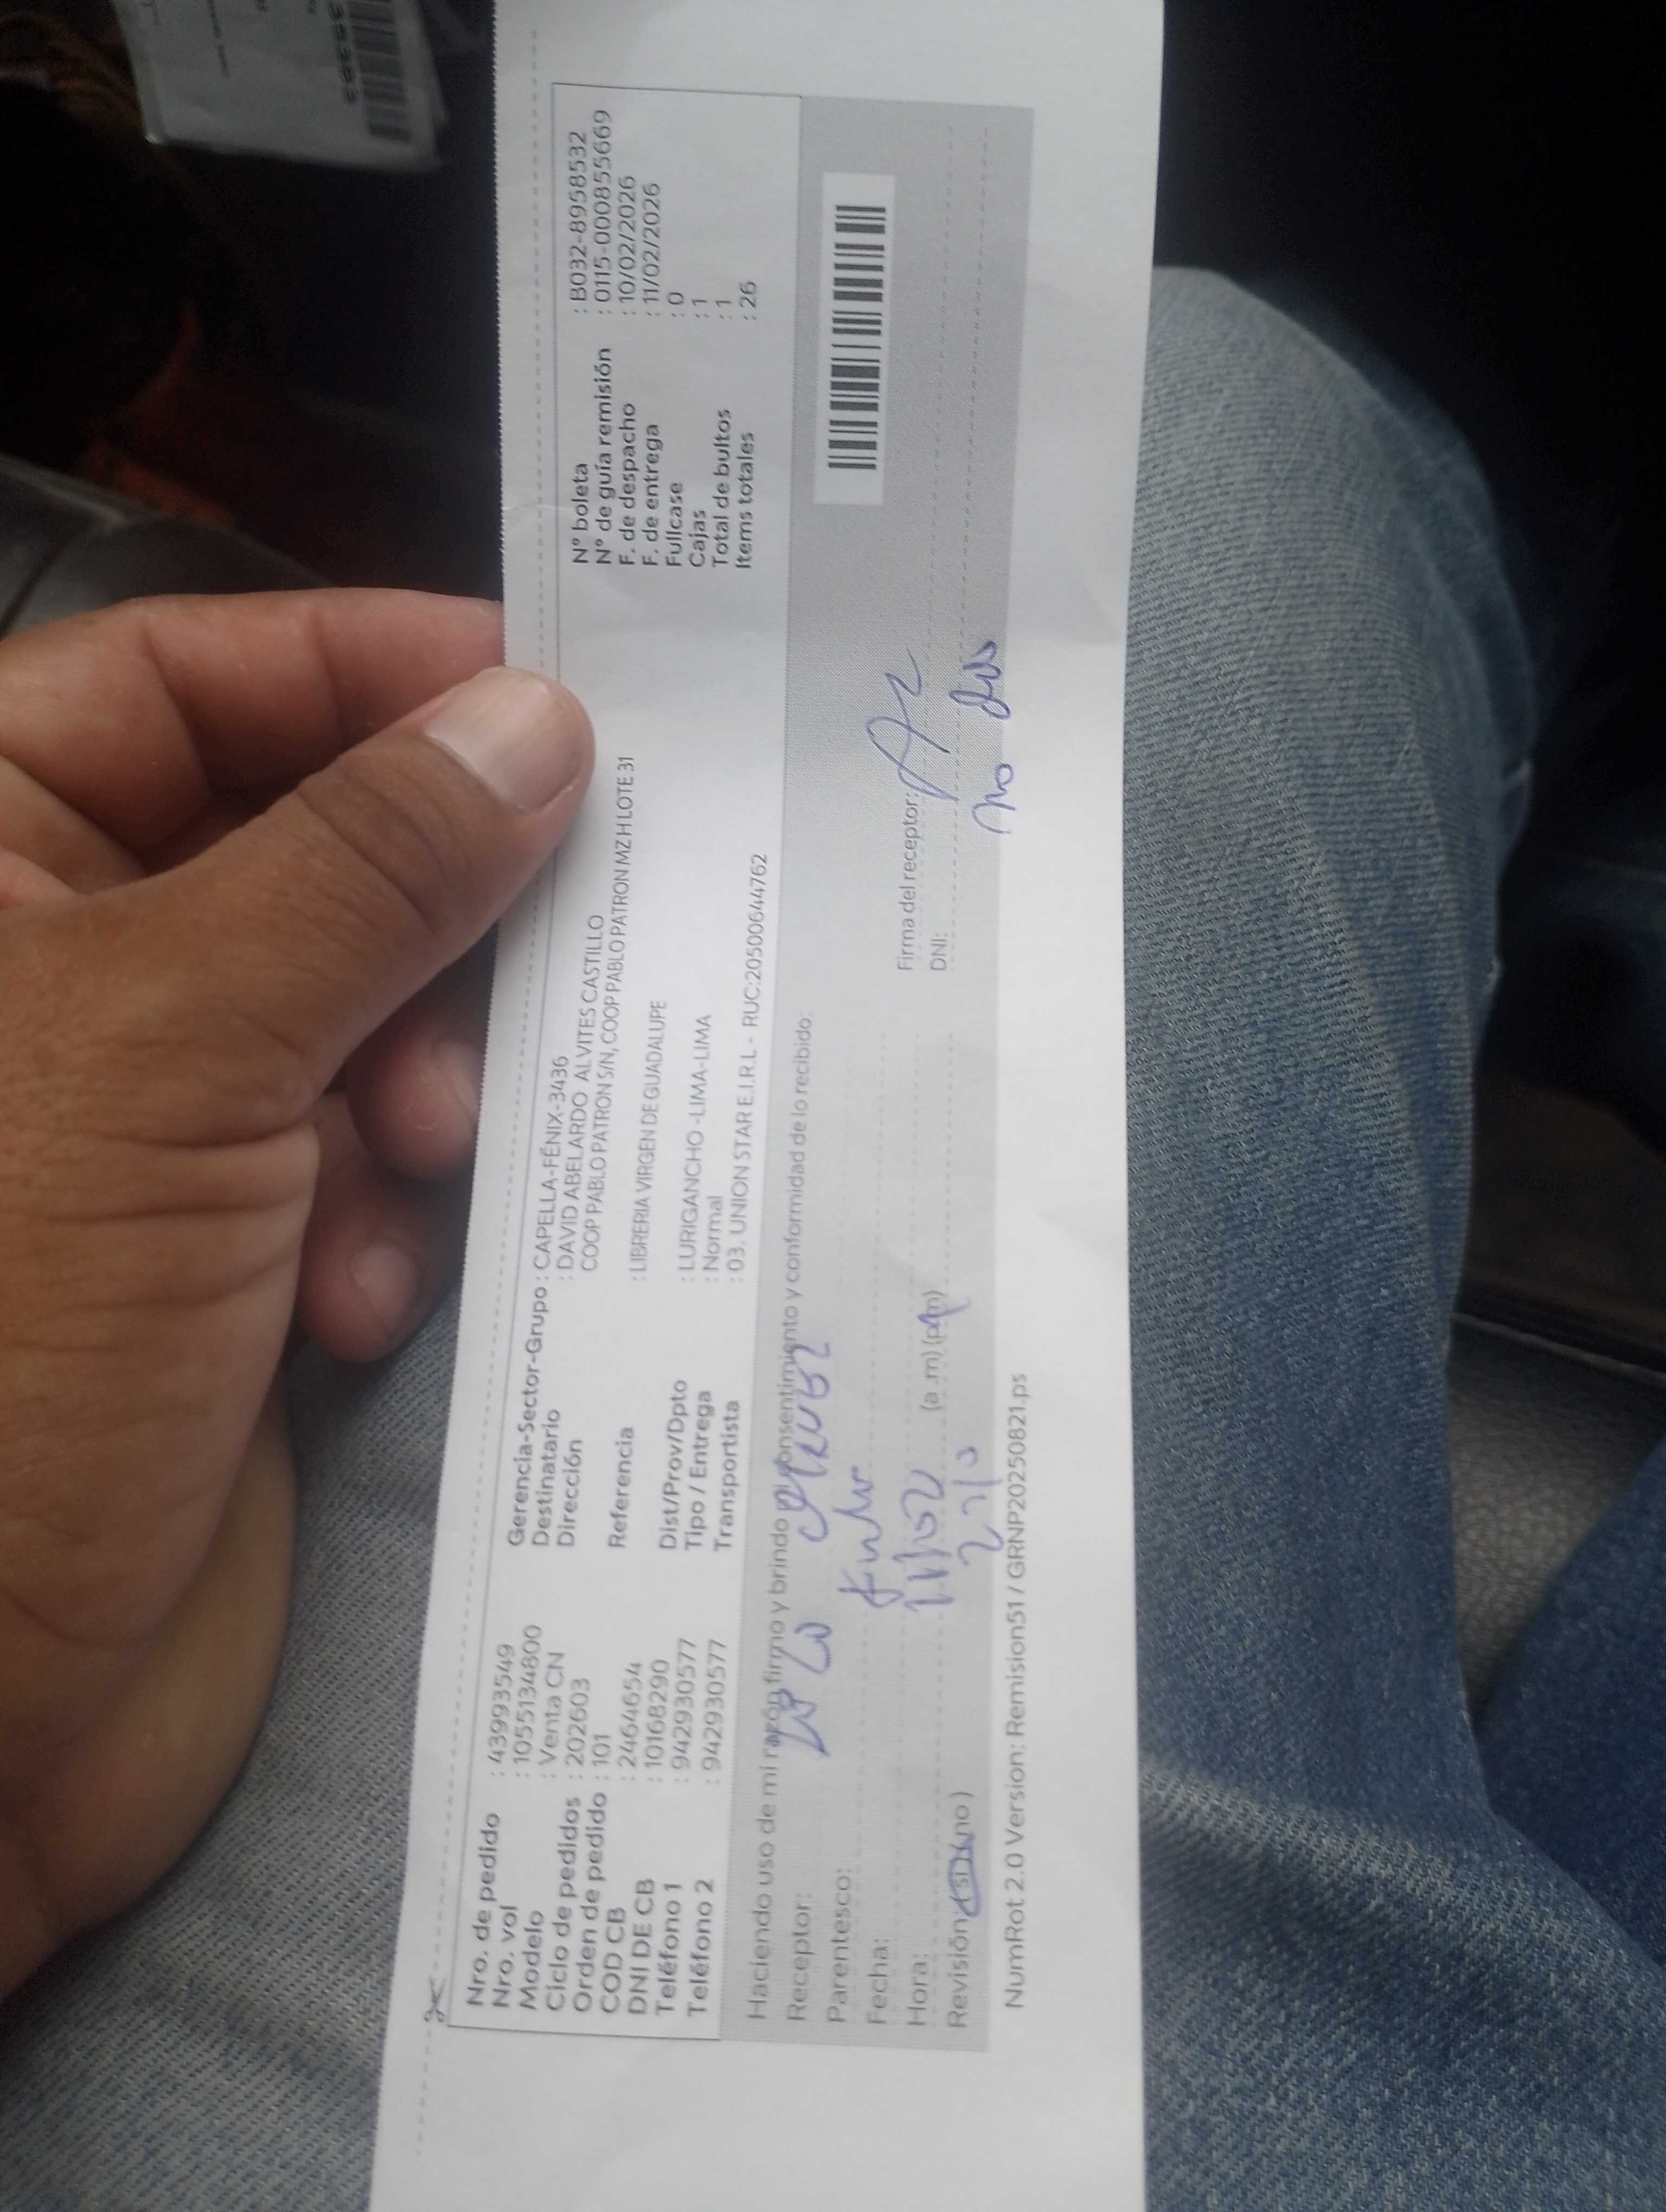 Nro. de pedido : 43993549
Nro. vol : 1055134800
Modelo : Venta CN
Ciclo de pedidos : 202603
Orden de pedido : 101
COD CB : 2464654
DNI DE CB : 10168290
Teléfono 1 : 942930577
Teléfono 2 : 942930577
Gerencia-Sector-Grupo : CAPELLA-FÉNIX-3436
Destinatario : DAVID ABELARDO ALVITES CASTILLO
Dirección COOP PABLO PATRON S/N, COOP PABLO PATRON MZ H LOTE 31
Referencia : LIBRERIA VIRGEN DE GUADALUPE
Dist/Prov/Dpto : LURIGANCHO -LIMA-LIMA
Tipo / Entrega : Normal
Transportista : 03. UNION STAR E.I.R.L - RUC:20500644762
N° boleta : B032-8958532
N° de guía remisión : 0115-0008555669
F. de despacho : 10/02/2026
F. de entrega : 11/02/2026
Fullcase : 0
Cajas : 1
Total de bultos : 1
Items totales : 26
Haciendo uso de mi razón firmo y brindo consentimiento y conformidad de lo recibido:
Receptor:
Parentesco:
Fecha: 11/02
Hora: 2 (a .m) (p.m)
Revisión: (si) (no)
Firma del receptor:
DNI: no
NumRot 2.0 Version: Remision51 / GRNP20250821.ps